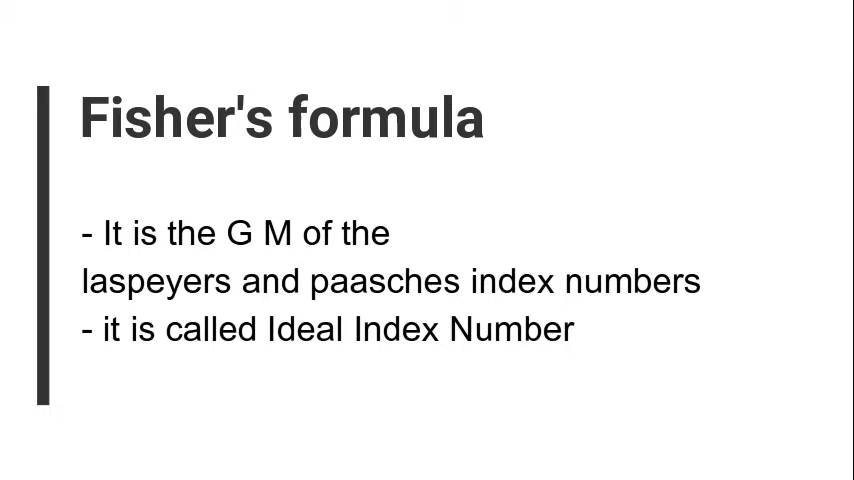 Fisher's formula
- It is the G M of the
laspeyers and paasches index numbers
- it is called Ideal Index Number